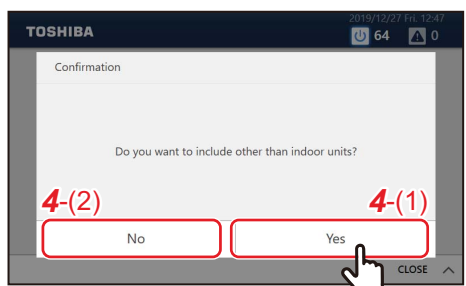 2019/12/27 Fri. 12:47
TOSHIBA
64
0
Confirmation
Do you want to include other than indoor units?
4-(2)
4-(1)
No
Yes
CLOSE